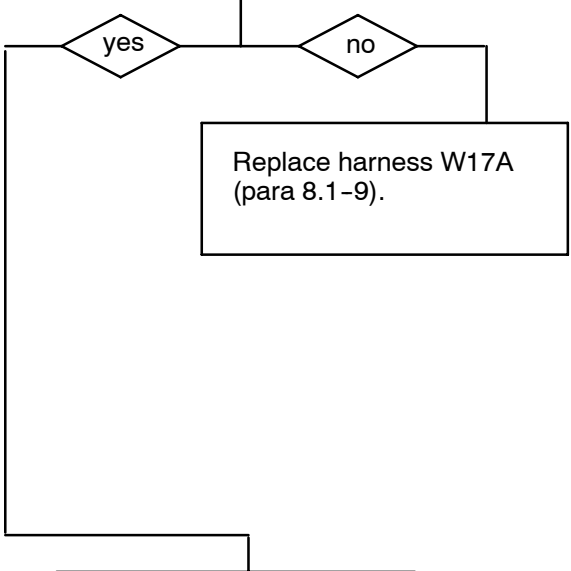 yes
no
Replace harness W17A
(para 8.1–9).